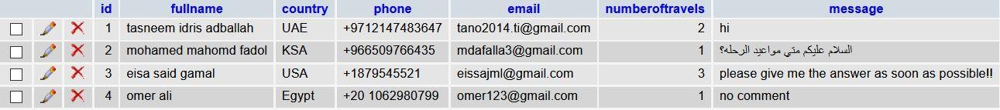 id fullname country phone email numberoftravels message
1 tasneem idris adballah UAE +9712147483647 tano2014.ti@gmail.com 2 hi
2 mohamed mahomd fadol KSA +966509766435 mdafalla3@gmail.com 1 السلام عليكم متي مواعيد الرحله؟
3 eisa said gamal USA +1879545521 eissajml@gmail.com 3 please give me the answer as soon as possible!!
4 omer ali Egypt +20 1062980799 omer123@gmail.com 1 no comment